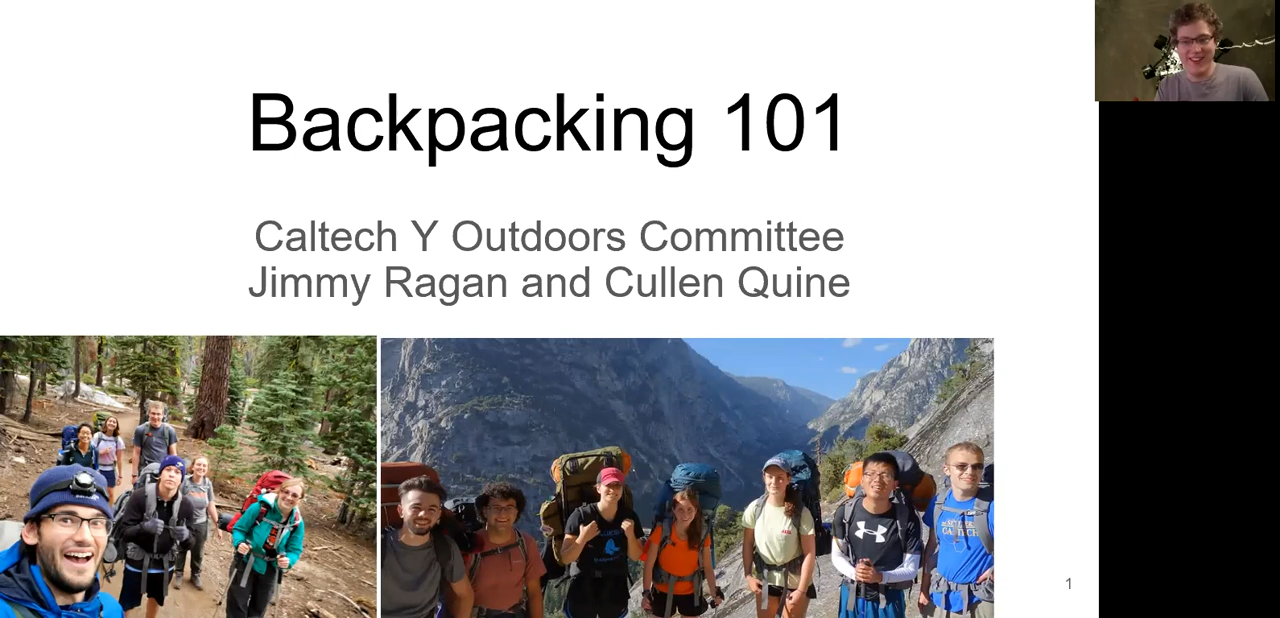 Backpacking 101
Caltech Y Outdoors Committee
Jimmy Ragan and Cullen Quine
1